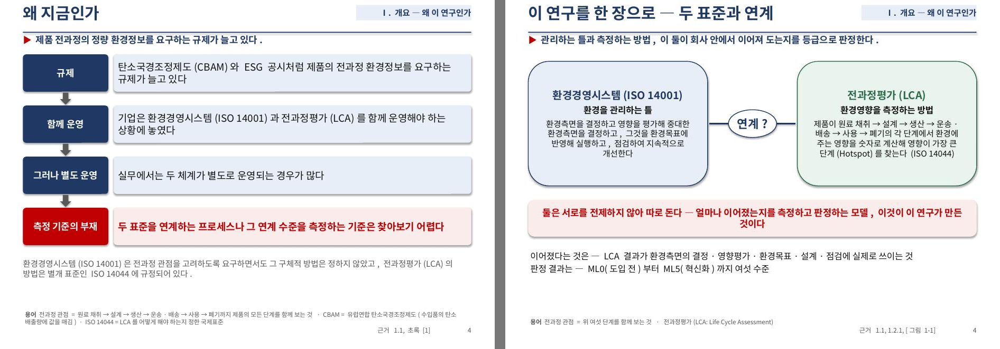 왜 지금인가
Ⅰ. 개요 — 왜 이 연구인가
▶ 제품 전과정의 정량 환경정보를 요구하는 규제가 늘고 있다 .
규제
탄소국경조정제도 (CBAM) 와 ESG 공시처럼 제품의 전과정 환경정보를 요구하는
규제가 늘고 있다
함께 운영
기업은 환경경영시스템 (ISO 14001) 과 전과정평가 (LCA) 를 함께 운영해야 하는
상황에 놓였다
그러나 별도 운영
실무에서는 두 체계가 별도로 운영되는 경우가 많다
측정 기준의 부재
두 표준을 연계하는 프로세스나 그 연계 수준을 측정하는 기준은 찾아보기 어렵다
환경경영시스템 (ISO 14001) 은 전과정 관점을 고려하도록 요구하면서도 그 구체적 방법은 정하지 않았고 , 전과정평가 (LCA) 의
방법은 별개 표준인 ISO 14044 에 규정되어 있다 .
용어 전과정 관점 = 원료 채취 → 설계 → 생산 → 운송 · 배송 → 사용 → 폐기까지 제품의 모든 단계를 함께 보는 것 · CBAM = 유럽연합 탄소국경조정제도 ( 수입품의 탄소
배출량에 값을 매김 ) · ISO 14044 = LCA 를 어떻게 해야 하는지 정한 국제표준
근거 1.1, 초록 [1]
4
이 연구를 한 장으로 — 두 표준과 연계
Ⅰ. 개요 — 왜 이 연구인가
▶ 관리하는 틀과 측정하는 방법 , 이 둘이 회사 안에서 이어져 도는지를 등급으로 판정한다 .
환경경영시스템 (ISO 14001)
환경을 관리하는 틀
환경측면을 결정하고 영향을 평가해 중대한
환경측면을 결정하고 , 그것을 환경목표에
반영해 실행하고 , 점검하여 지속적으로
개선한다
연계 ?
전과정평가 (LCA)
환경영향을 측정하는 방법
제품이 원료 채취 → 설계 → 생산 → 운송 ·
배송 → 사용 → 폐기의 각 단계에서 환경에
주는 영향을 숫자로 계산해 영향이 가장 큰
단계 (Hotspot) 를 찾는다 (ISO 14044)
둘은 서로를 전제하지 않아 따로 돈다 — 얼마나 이어졌는지를 측정하고 판정하는 모델 , 이것이 이 연구가 만든
것이다
이어졌다는 것은 — LCA 결과가 환경측면의 결정 · 영향평가 · 환경목표 · 설계 · 점검에 실제로 쓰이는 것
판정 결과는 — ML0( 도입 전 ) 부터 ML5( 혁신화 ) 까지 여섯 수준
용어 전과정 관점 = 위 여섯 단계를 함께 보는 것 · 전과정평가 (LCA: Life Cycle Assessment)
근거 1.1, 1.2.1, [ 그림 1-1]
4